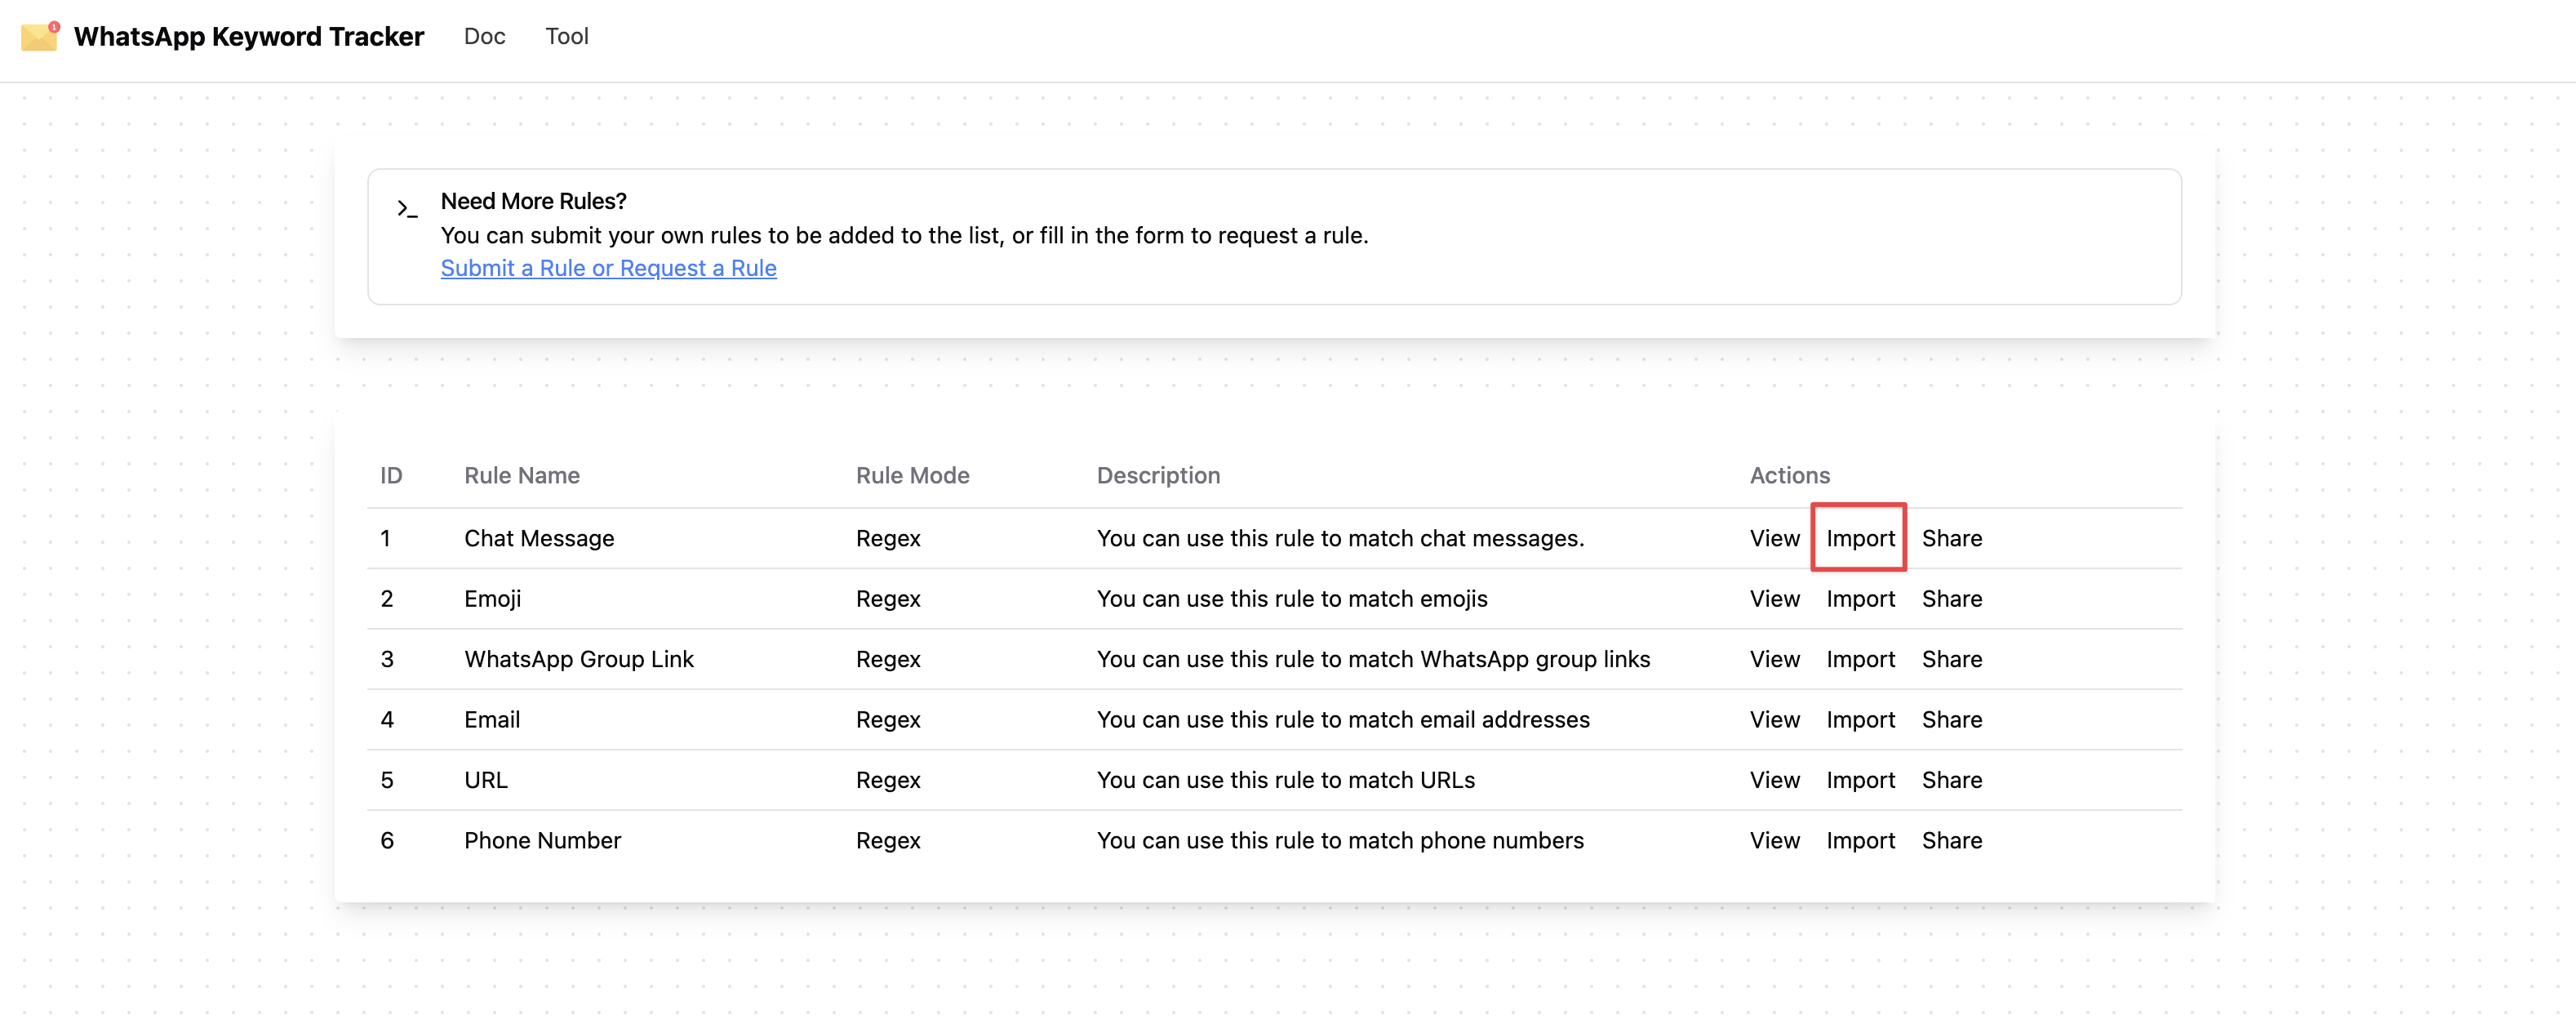 WhatsApp Keyword Tracker Doc Tool
Need More Rules?
You can submit your own rules to be added to the list, or fill in the form to request a rule.
Submit a Rule or Request a Rule
ID Rule Name Rule Mode Description Actions
1 Chat Message Regex You can use this rule to match chat messages. View Import Share
2 Emoji Regex You can use this rule to match emojis View Import Share
3 WhatsApp Group Link Regex You can use this rule to match WhatsApp group links View Import Share
4 Email Regex You can use this rule to match email addresses View Import Share
5 URL Regex You can use this rule to match URLs View Import Share
6 Phone Number Regex You can use this rule to match phone numbers View Import Share